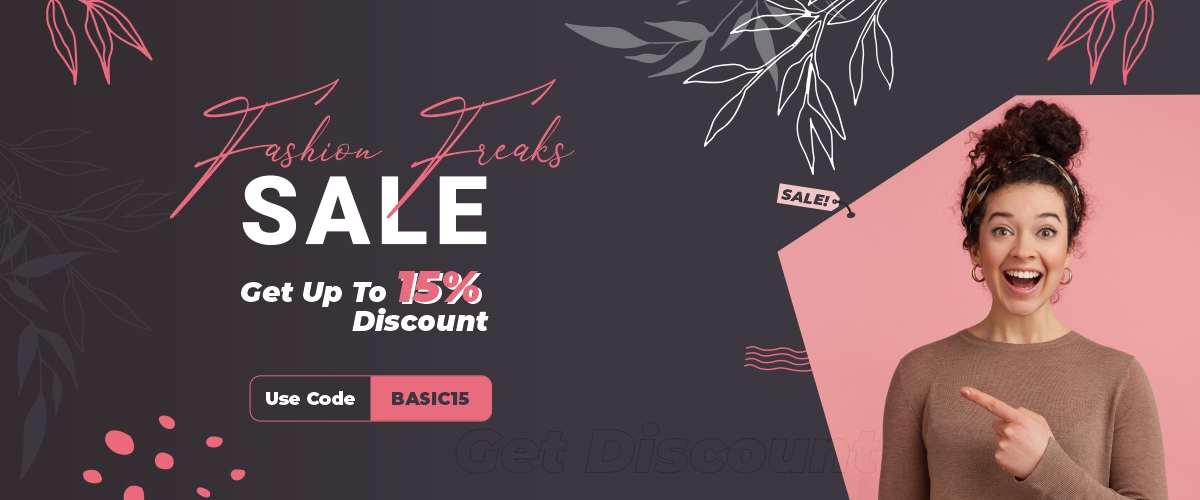 Fashion Freaks
SALE
SALE!
Get Up To 15%
Discount
Use Code BASIC15
Get Discount